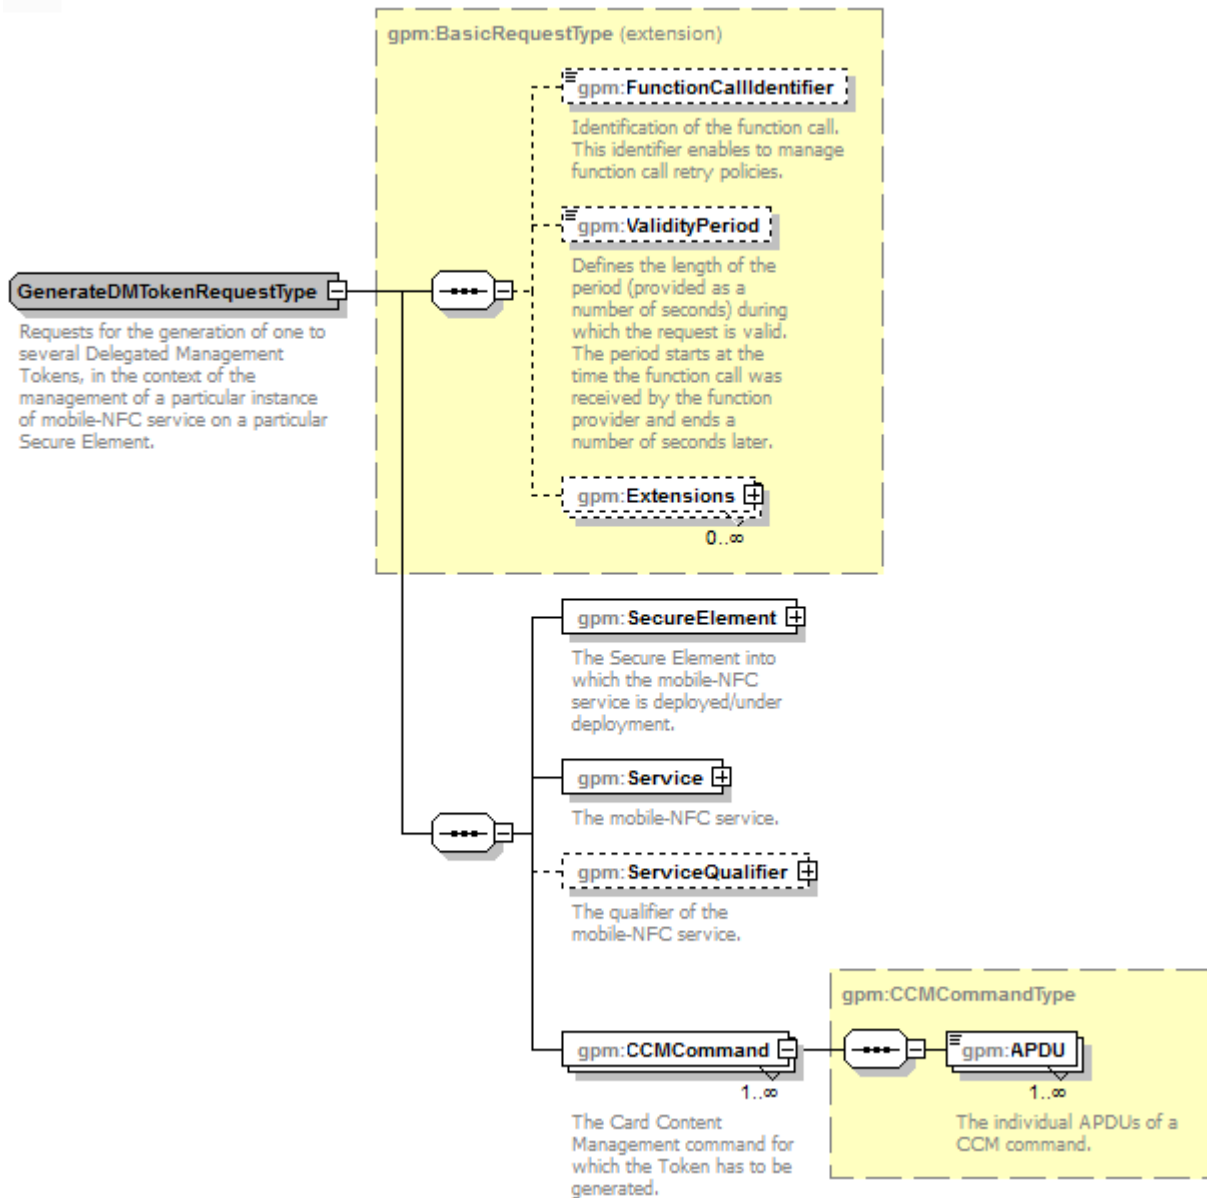 gpm:BasicRequestType (extension)
gpm:FunctionCallIdentifier
Identification of the function call.
This identifier enables to manage
function call retry policies.
gpm:ValidityPeriod
Defines the length of the
period (provided as a
number of seconds) during
which the request is valid.
The period starts at the
time the function call was
received by the function
provider and ends a
number of seconds later.
gpm:Extensions
0..∞
GenerateDMTokenRequestType
Requests for the generation of one to
several Delegated Management
Tokens, in the context of the
management of a particular instance
of mobile-NFC service on a particular
Secure Element.
gpm:SecureElement
The Secure Element into
which the mobile-NFC
service is deployed/under
deployment.
gpm:Service
The mobile-NFC service.
gpm:ServiceQualifier
The qualifier of the
mobile-NFC service.
gpm:CCMCommand
1..∞
The Card Content
Management command for
which the Token has to be
generated.
gpm:CCMCommandType
gpm:APDU
1..∞
The individual APDUs of a
CCM command.